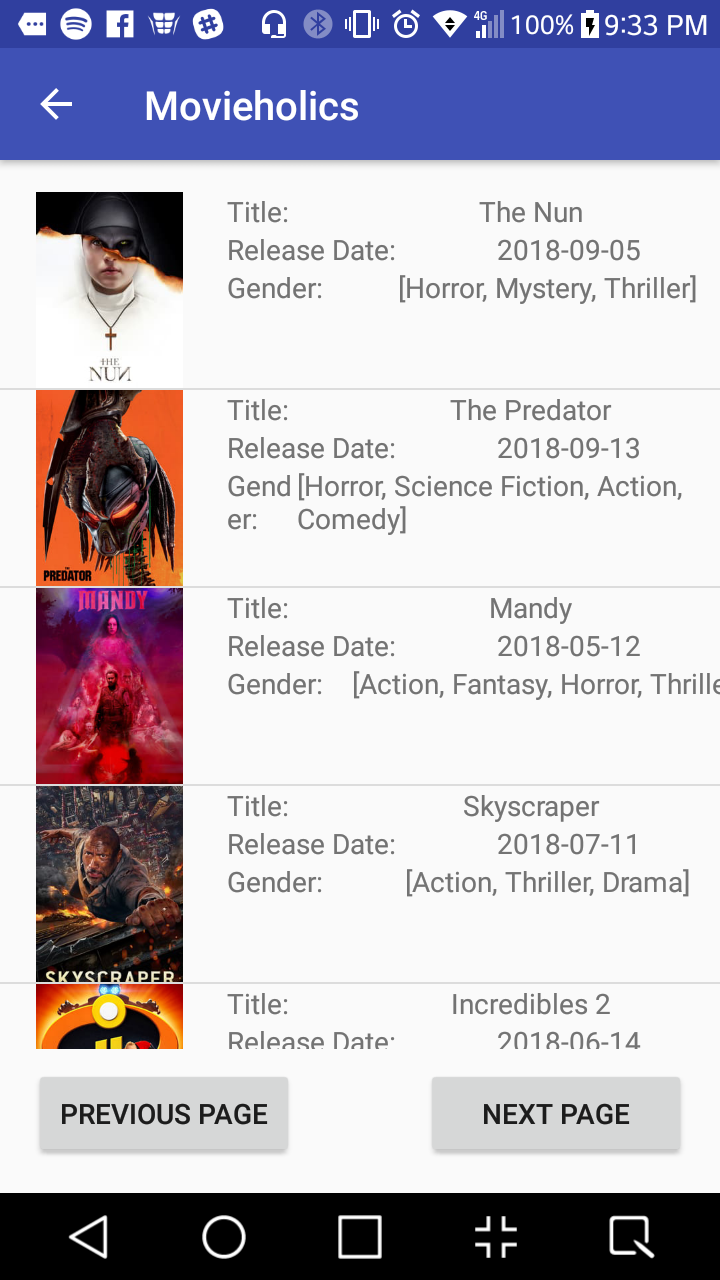 4G 100% 9:33 PM
Movieholics
THE
NUN
Title: The Nun
Release Date: 2018-09-05
Gender: [Horror, Mystery, Thriller]
PREDATOR
Title: The Predator
Release Date: 2018-09-13
Gend [Horror, Science Fiction, Action,
er: Comedy]
MANDY
Title: Mandy
Release Date: 2018-05-12
Gender: [Action, Fantasy, Horror, Thrille
SKYSCRAPER
Title: Skyscraper
Release Date: 2018-07-11
Gender: [Action, Thriller, Drama]
Title: Incredibles 2
Release Date: 2018-06-14
PREVIOUS PAGE
NEXT PAGE